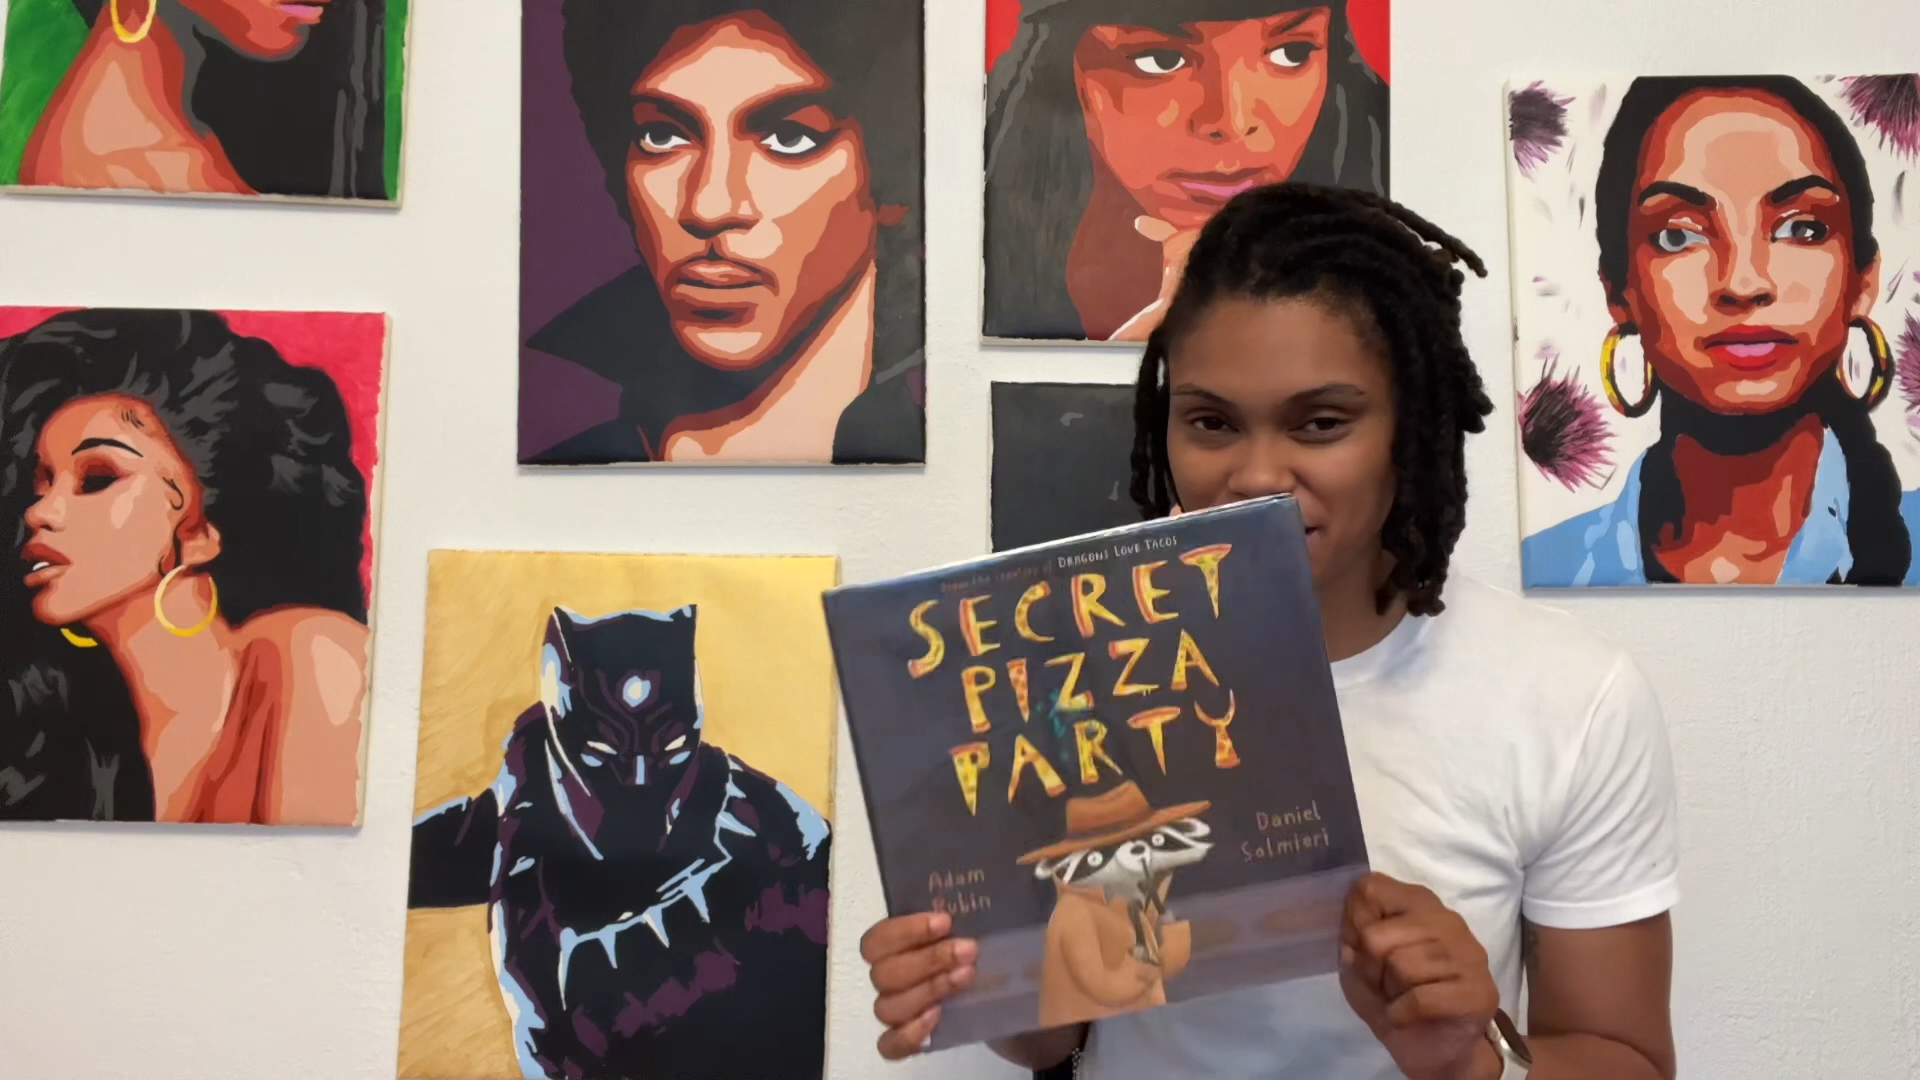 From the creators of DRAGONS LOVE TACOS
SECRET
PIZZA
PARTY
Daniel
Salmieri
Adam
Rubin